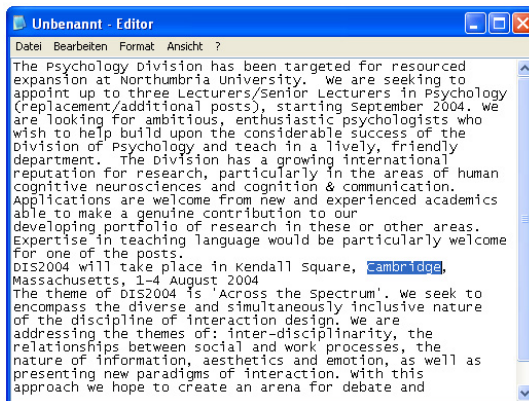 Unbenannt - Editor
Datei Bearbeiten Format Ansicht ?
The Psychology Division has been targeted for resourced
expansion at Northumbria University.  We are seeking to
appoint up to three Lecturers/Senior Lecturers in Psychology
(replacement/additional posts), starting September 2004. We
are looking for ambitious, enthusiastic psychologists who
wish to help build upon the considerable success of the
Division of Psychology and teach in a lively, friendly
department.  The Division has a growing international
reputation for research, particularly in the areas of human
cognitive neurosciences and cognition & communication.
Applications are welcome from new and experienced academics
able to make a genuine contribution to our
developing portfolio of research in these or other areas.
Expertise in teaching language would be particularly welcome
for one of the posts.
DIS2004 will take place in Kendall Square, Cambridge,
Massachusetts, 1-4 August 2004
The theme of DIS2004 is 'Across the Spectrum'. We seek to
encompass the diverse and simultaneously inclusive nature
of the discipline of interaction design. We are
addressing the themes of: inter-disciplinarity, the
relationships between social and work processes, the
nature of information, aesthetics and emotion, as well as
presenting new paradigms of interaction. With this
approach we hope to create an arena for debate and